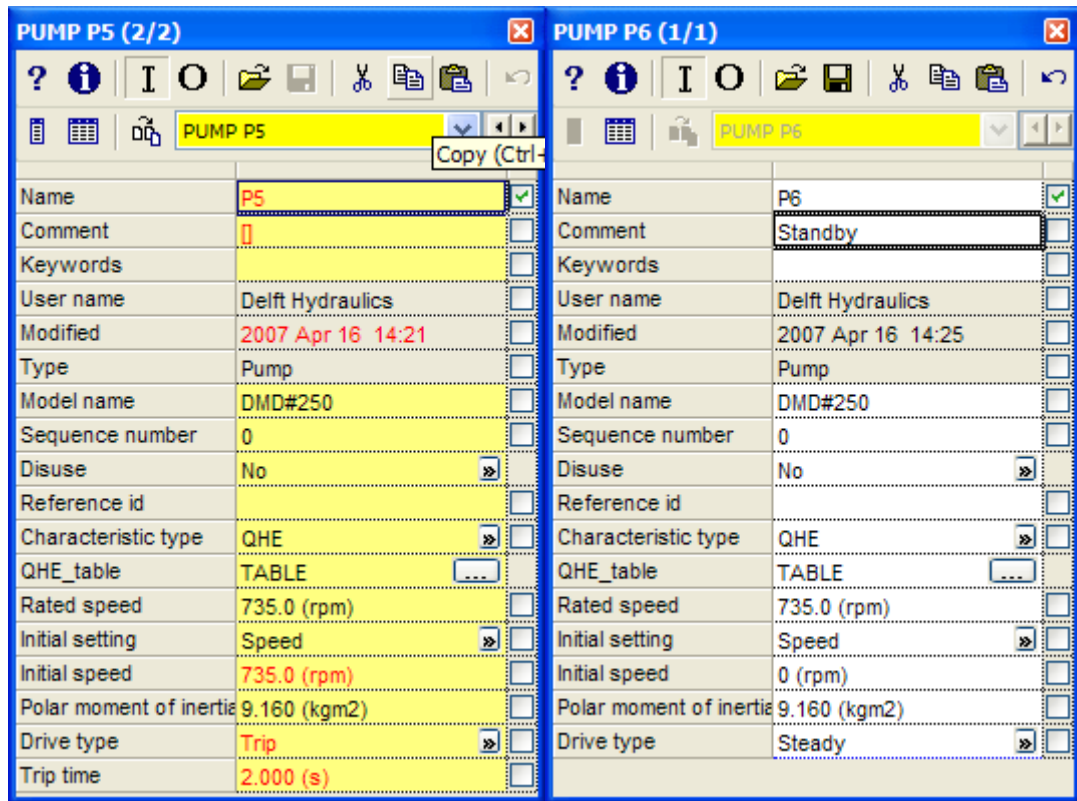 PUMP P5 (2/2)
? I O
PUMP P5
Copy (Ctrl+
Name P5
Comment []
Keywords
User name Delft Hydraulics
Modified 2007 Apr 16 14:21
Type Pump
Model name DMD#250
Sequence number 0
Disuse No
Reference id
Characteristic type QHE
QHE_table TABLE ...
Rated speed 735.0 (rpm)
Initial setting Speed
Initial speed 735.0 (rpm)
Polar moment of inertia 9.160 (kgm2)
Drive type Trip
Trip time 2.000 (s)
PUMP P6 (1/1)
? I O
PUMP P6
Name P6
Comment Standby
Keywords
User name Delft Hydraulics
Modified 2007 Apr 16 14:25
Type Pump
Model name DMD#250
Sequence number 0
Disuse No
Reference id
Characteristic type QHE
QHE_table TABLE ...
Rated speed 735.0 (rpm)
Initial setting Speed
Initial speed 0 (rpm)
Polar moment of inertia 9.160 (kgm2)
Drive type Steady